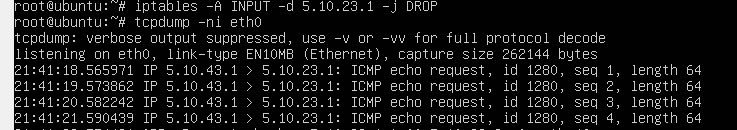 root@ubuntu:~# iptables -A INPUT -d 5.10.23.1 -j DROP
root@ubuntu:~# tcpdump -ni eth0
tcpdump: verbose output suppressed, use -v or -vv for full protocol decode
listening on eth0, link-type EN10MB (Ethernet), capture size 262144 bytes
21:41:18.565971 IP 5.10.43.1 > 5.10.23.1: ICMP echo request, id 1280, seq 1, length 64
21:41:19.573862 IP 5.10.43.1 > 5.10.23.1: ICMP echo request, id 1280, seq 2, length 64
21:41:20.582242 IP 5.10.43.1 > 5.10.23.1: ICMP echo request, id 1280, seq 3, length 64
21:41:21.590439 IP 5.10.43.1 > 5.10.23.1: ICMP echo request, id 1280, seq 4, length 64